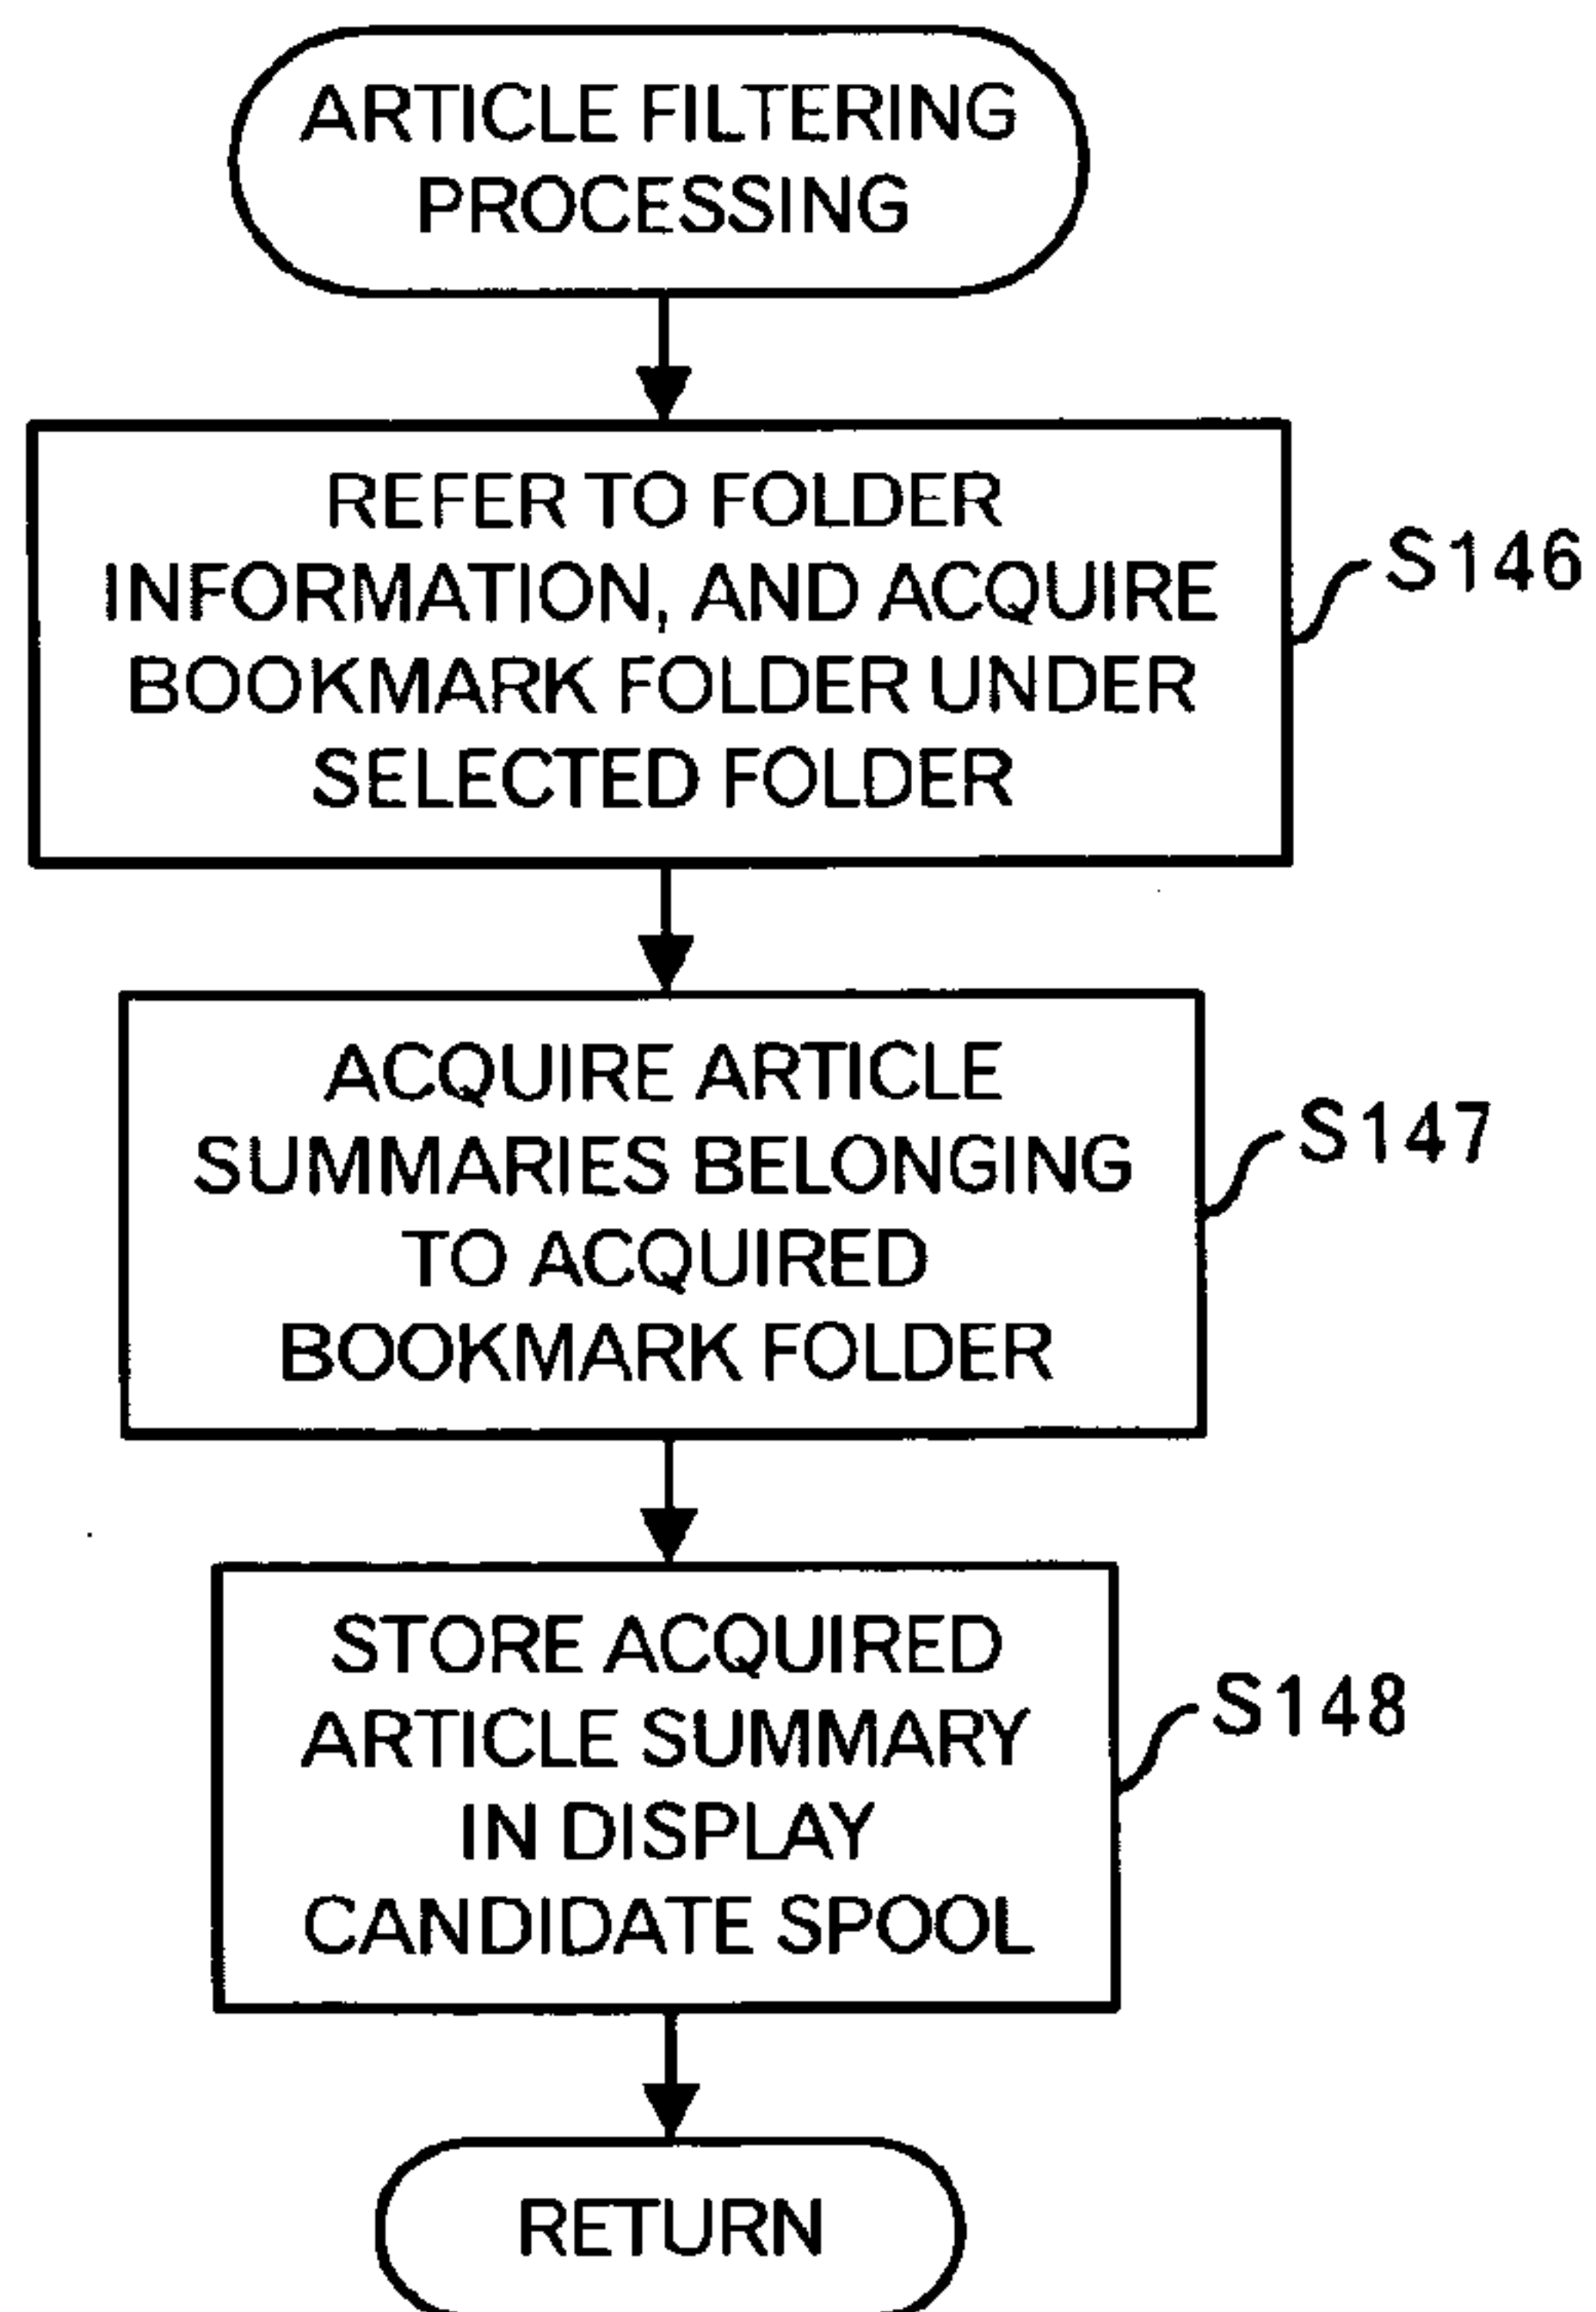 ARTICLE FILTERING
PROCESSING
REFER TO FOLDER
INFORMATION, AND ACQUIRE
BOOKMARK FOLDER UNDER
SELECTED FOLDER
S146
ACQUIRE ARTICLE
SUMMARIES BELONGING
TO ACQUIRED
BOOKMARK FOLDER
S147
STORE ACQUIRED
ARTICLE SUMMARY
IN DISPLAY
CANDIDATE SPOOL
S148
RETURN